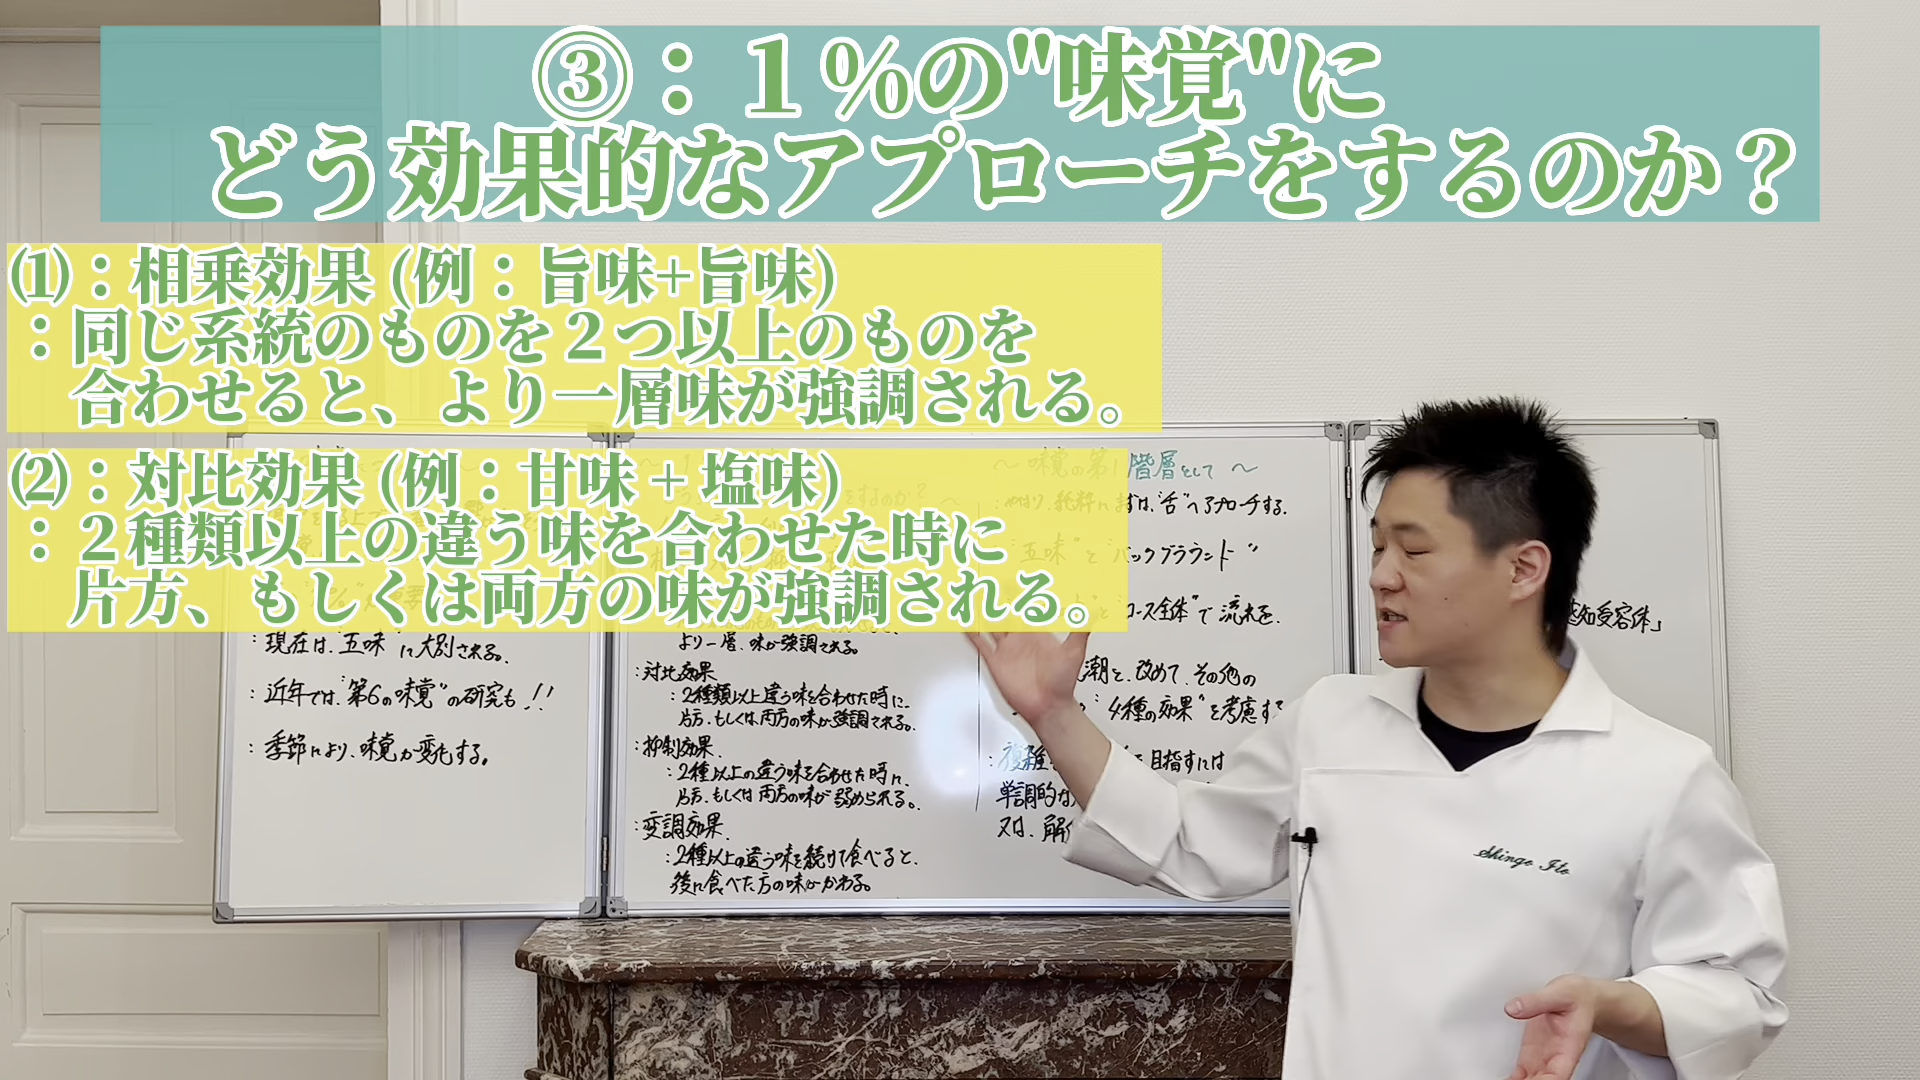 ③：１％の"味覚"に
どう効果的なアプローチをするのか？
⑴：相乗効果 (例：旨味+旨味)
：同じ系統のものを２つ以上のものを
合わせると、より一層味が強調される。
⑵：対比効果 (例：甘味 + 塩味)
：２種類以上の違う味を合わせた時に
片方、もしくは両方の味が強調される。
：現在は、"五味"に大別される。
：近年では、"第6の味覚"の研究も!!
：季節により、味覚が変化する。
より一層、味が強調される。
：対比効果
：2種類以上違う味を合わせた時に、
片方、もしくは、両方の味が強調される。
：抑制効果
：2種以上の違う味を合わせた時に、
片方、もしくは両方の味が弱められる。
：変調効果
：2種以上の違う味を続けて食べると、
後に食べた方の味がかわる。
～味覚の第1階層として～
まずは、"舌"へアプローチする。
"五味"と"バックグラウンド"
と"コース全体"で流れを、
潮と、改めて、その他の
"4種の効果"を考慮す
目指すには
単調的な
又は、解
知受容体」
Shingo Ito